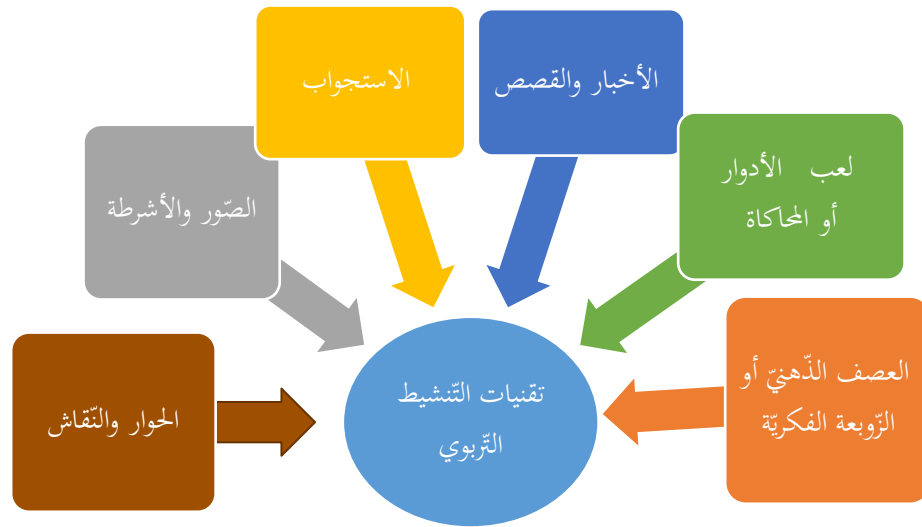 الأخبار والقصص
الاستجواب
لعب الأدوار
أو المحاكاة
الصّور والأشرطة
العصف الذّهنيّ أو
الزّوبعة الفكريّة
الحوار والنّقاش
تقنيات التّنشيط
التّربوي